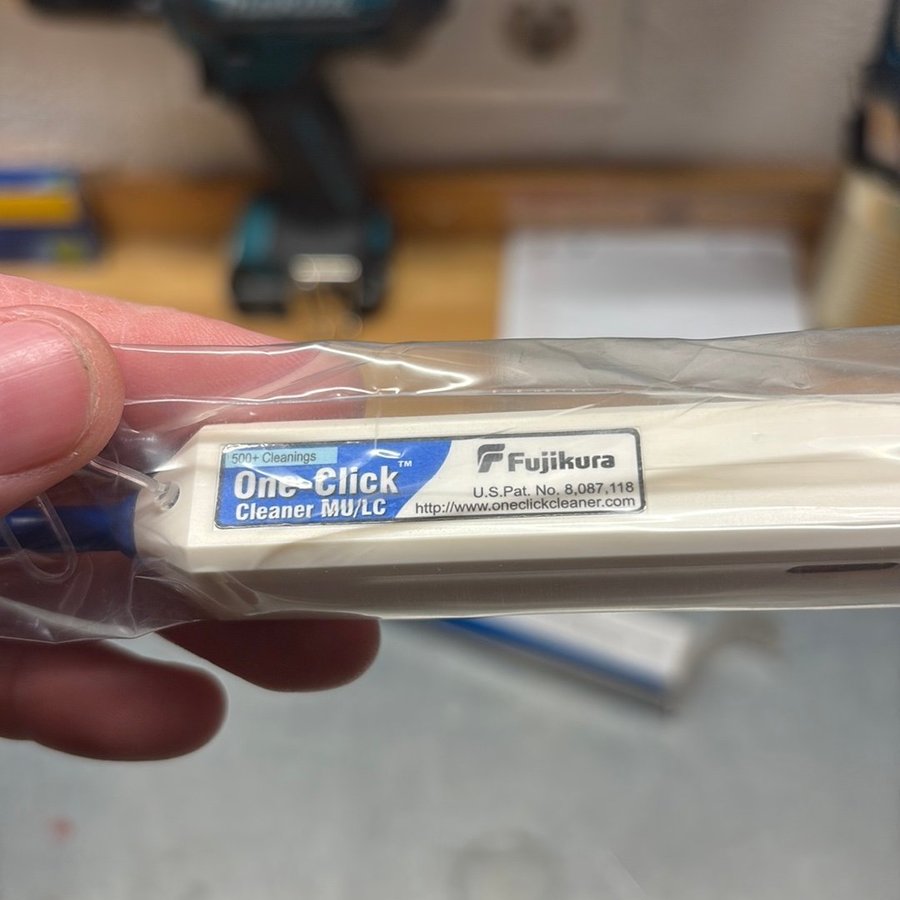 500+ Cleanings
One-Click™
Cleaner MU/LC
Fujikura
U.S.Pat. No. 8,087,118
http://www.oneclickcleaner.com